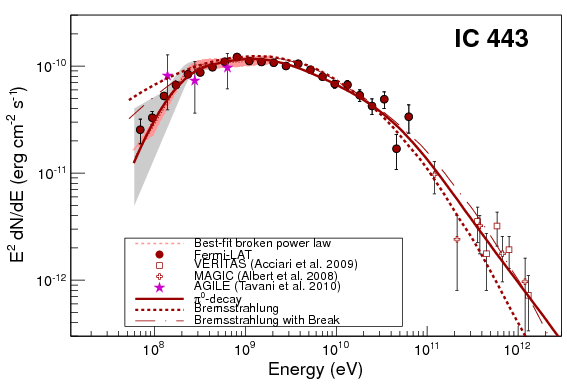 IC 443
E² dN/dE (erg cm⁻² s⁻¹)
10⁻¹⁰
10⁻¹¹
10⁻¹²
Best-fit broken power law
Fermi-LAT
VERITAS (Acciari et al. 2009)
MAGIC (Albert et al. 2008)
AGILE (Tavani et al. 2010)
π⁰-decay
Bremsstrahlung
Bremsstrahlung with Break
10⁸ 10⁹ 10¹⁰ 10¹¹ 10¹²
Energy (eV)